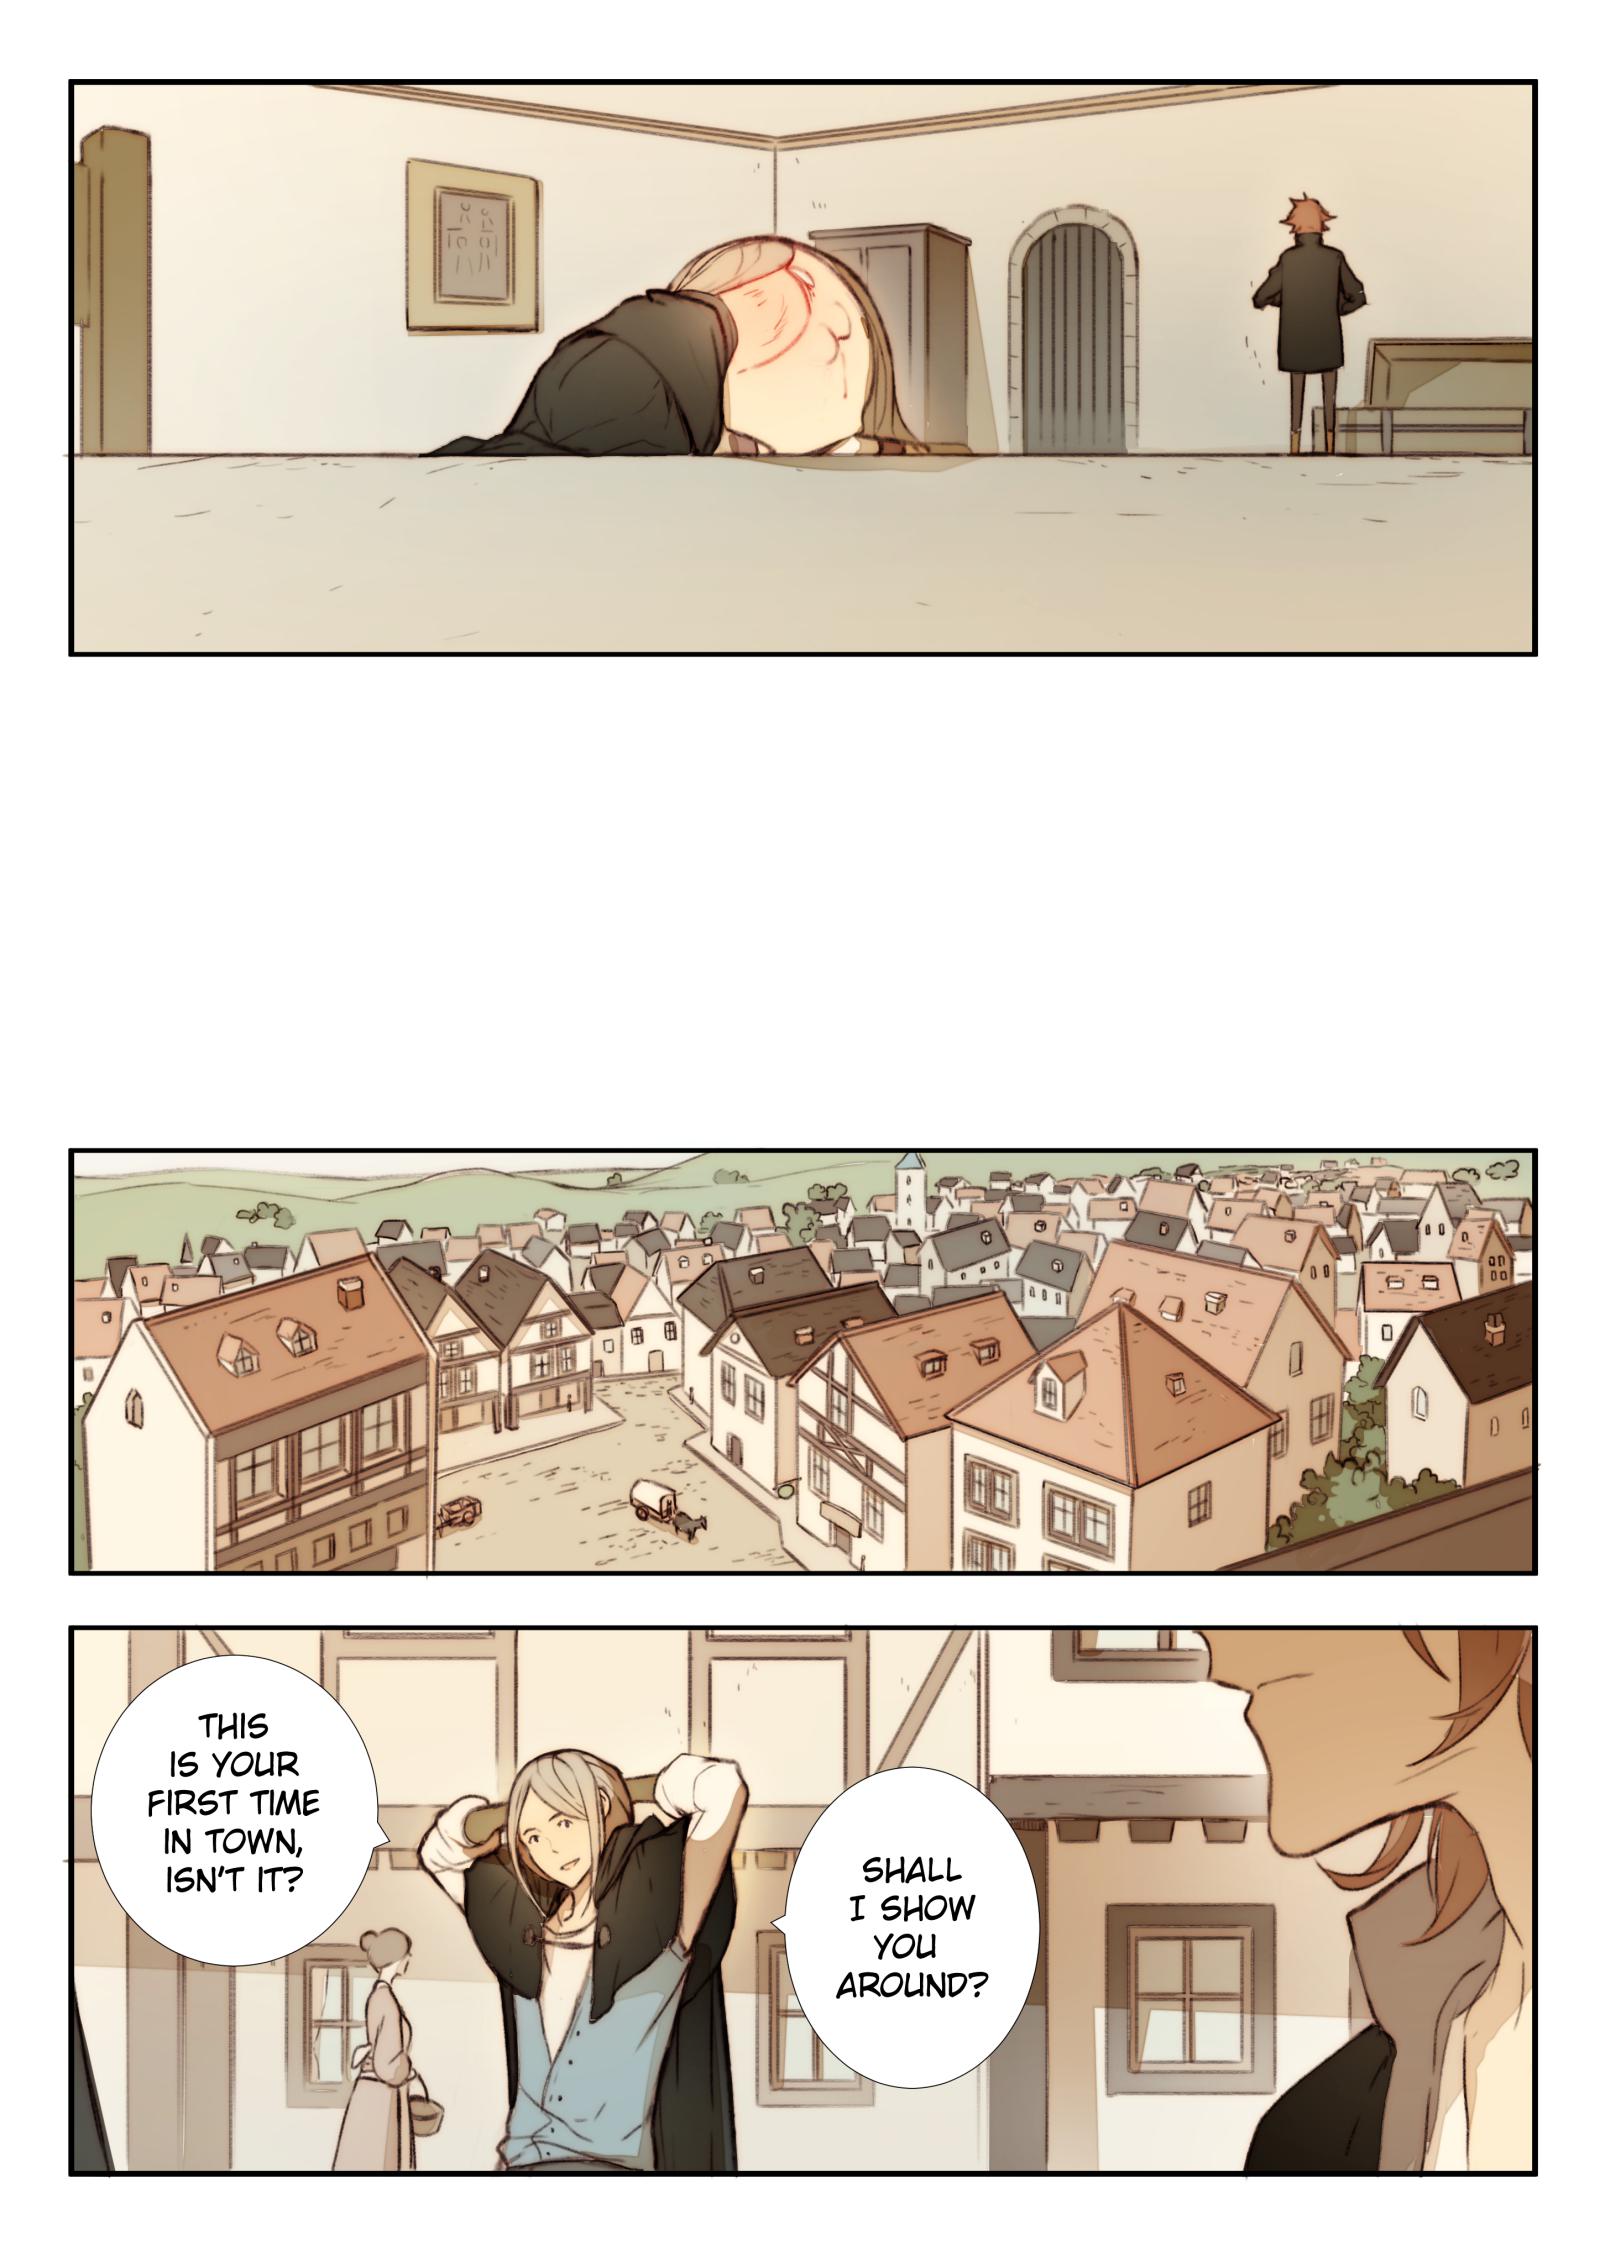 THIS
IS YOUR
FIRST TIME
IN TOWN,
ISN'T IT?
SHALL
I SHOW
YOU
AROUND?